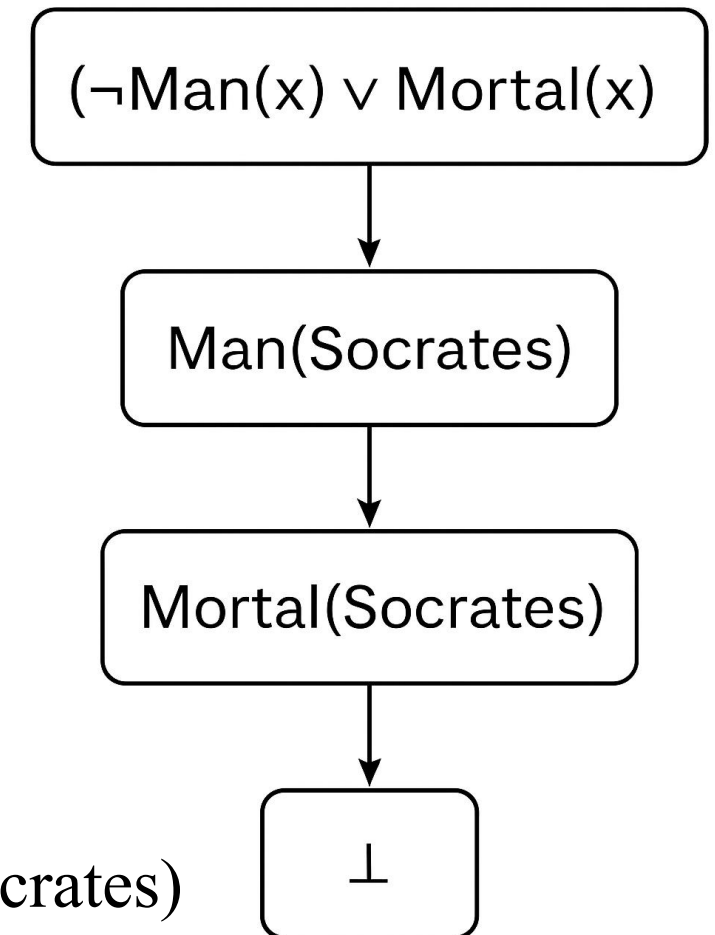 (¬Man(x) ∨ Mortal(x)
Man(Socrates)
Mortal(Socrates)
crates)
⊥